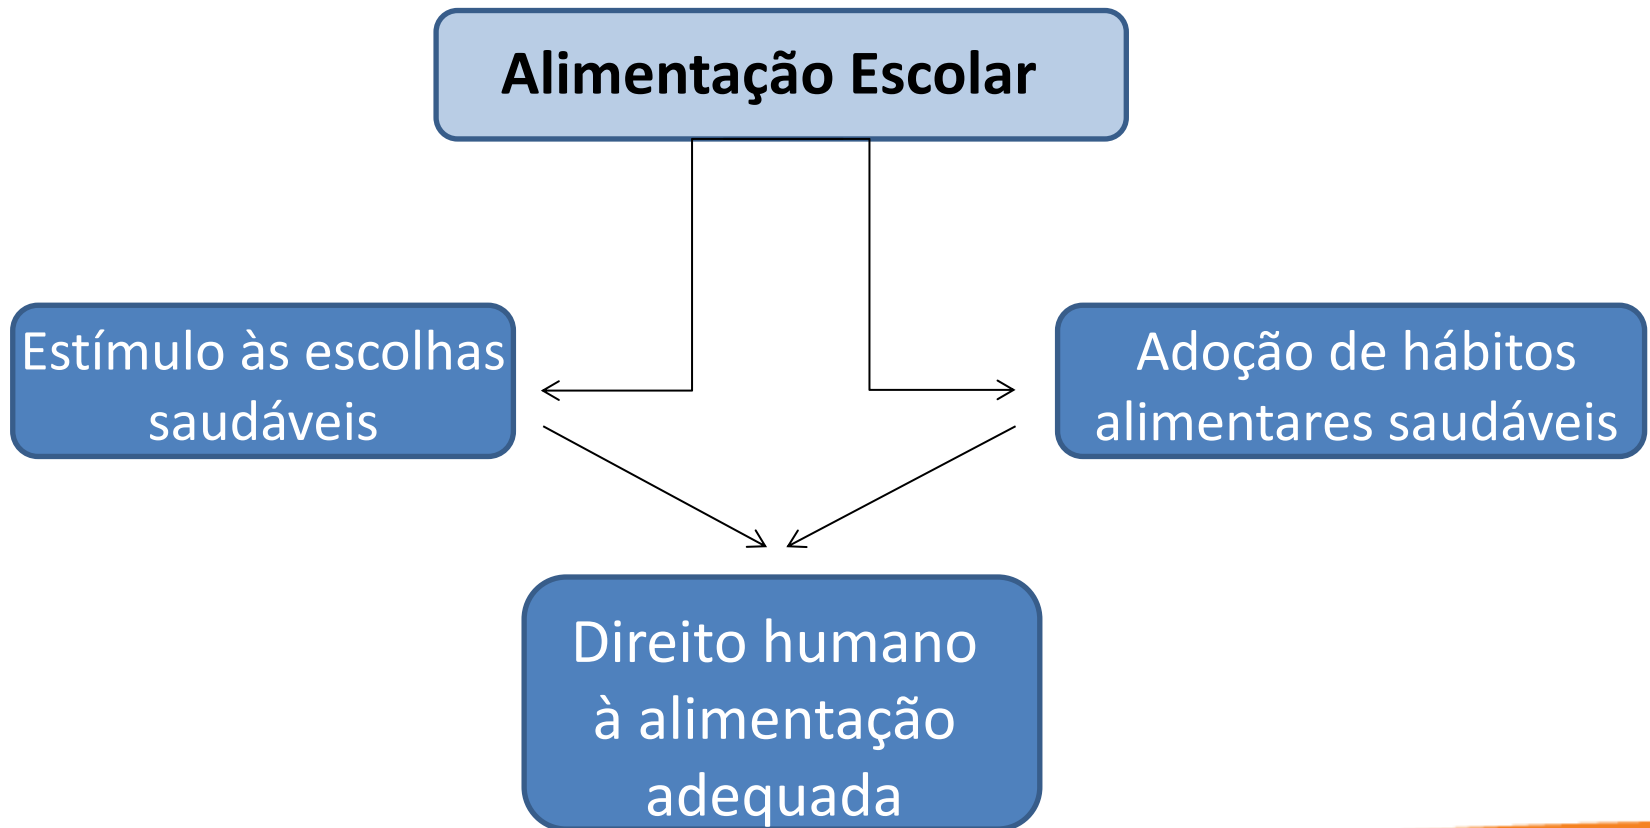 Alimentação Escolar
Estímulo às escolhas
saudáveis
Adoção de hábitos
alimentares saudáveis
Direito humano
à alimentação
adequada